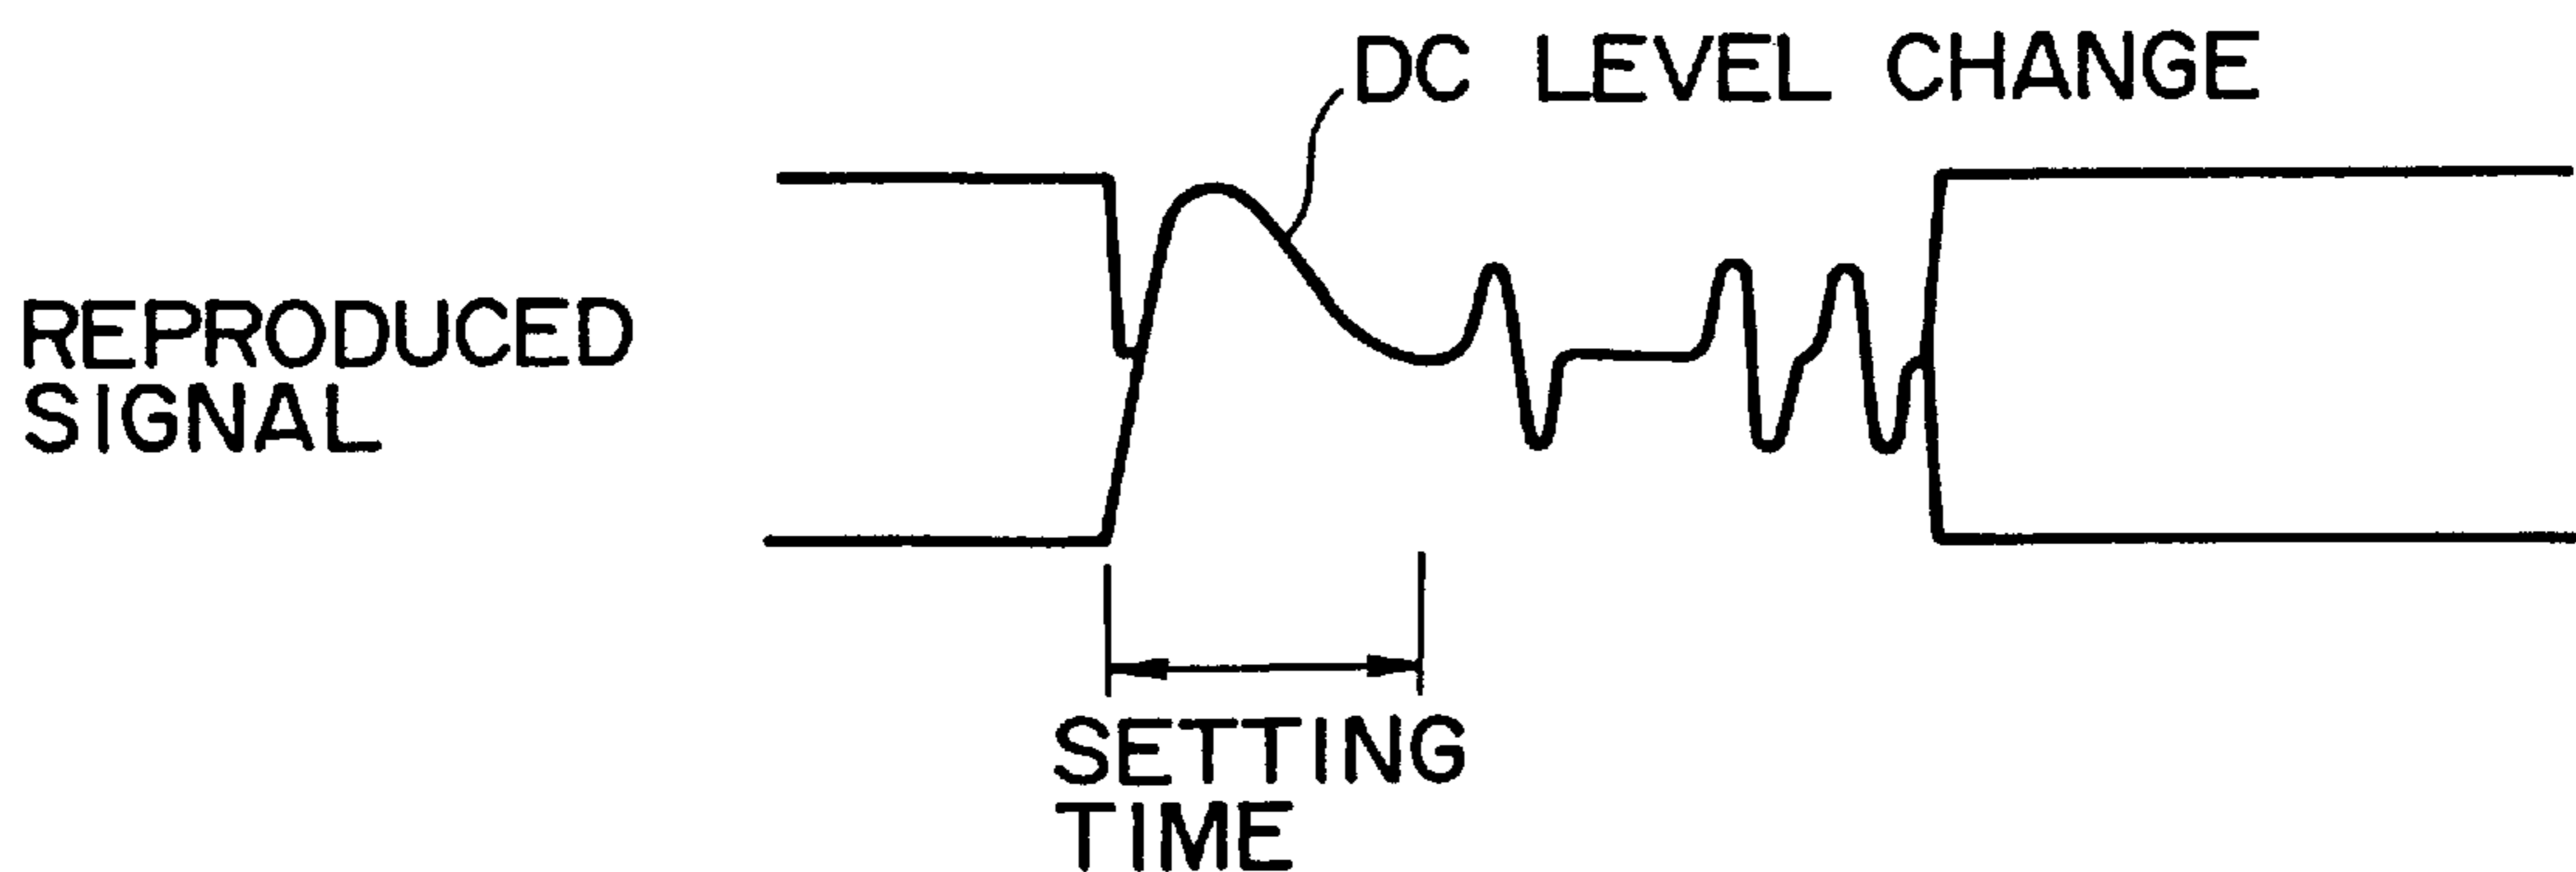 DC LEVEL CHANGE
REPRODUCED
SIGNAL
SETTING
TIME